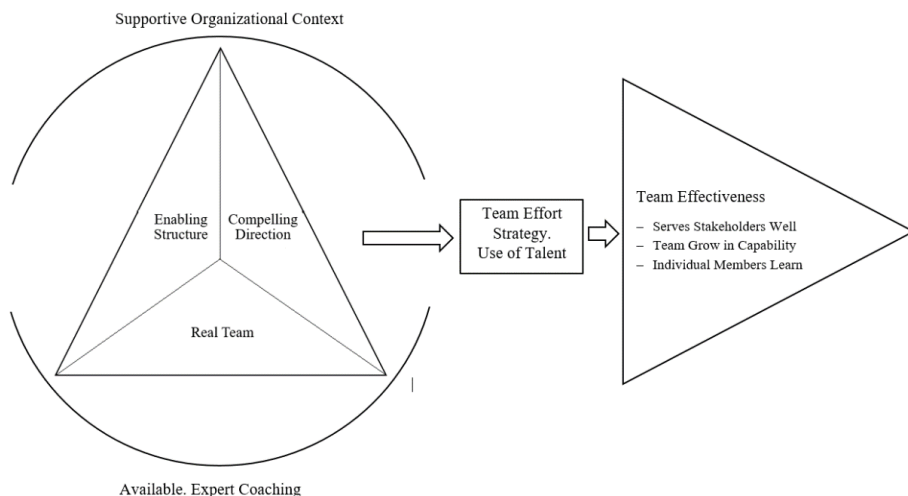 Supportive Organizational Context
Enabling
Structure
Compelling
Direction
Real Team
Available. Expert Coaching
Team Effort
Strategy.
Use of Talent
Team Effectiveness
– Serves Stakeholders Well
– Team Grow in Capability
– Individual Members Learn